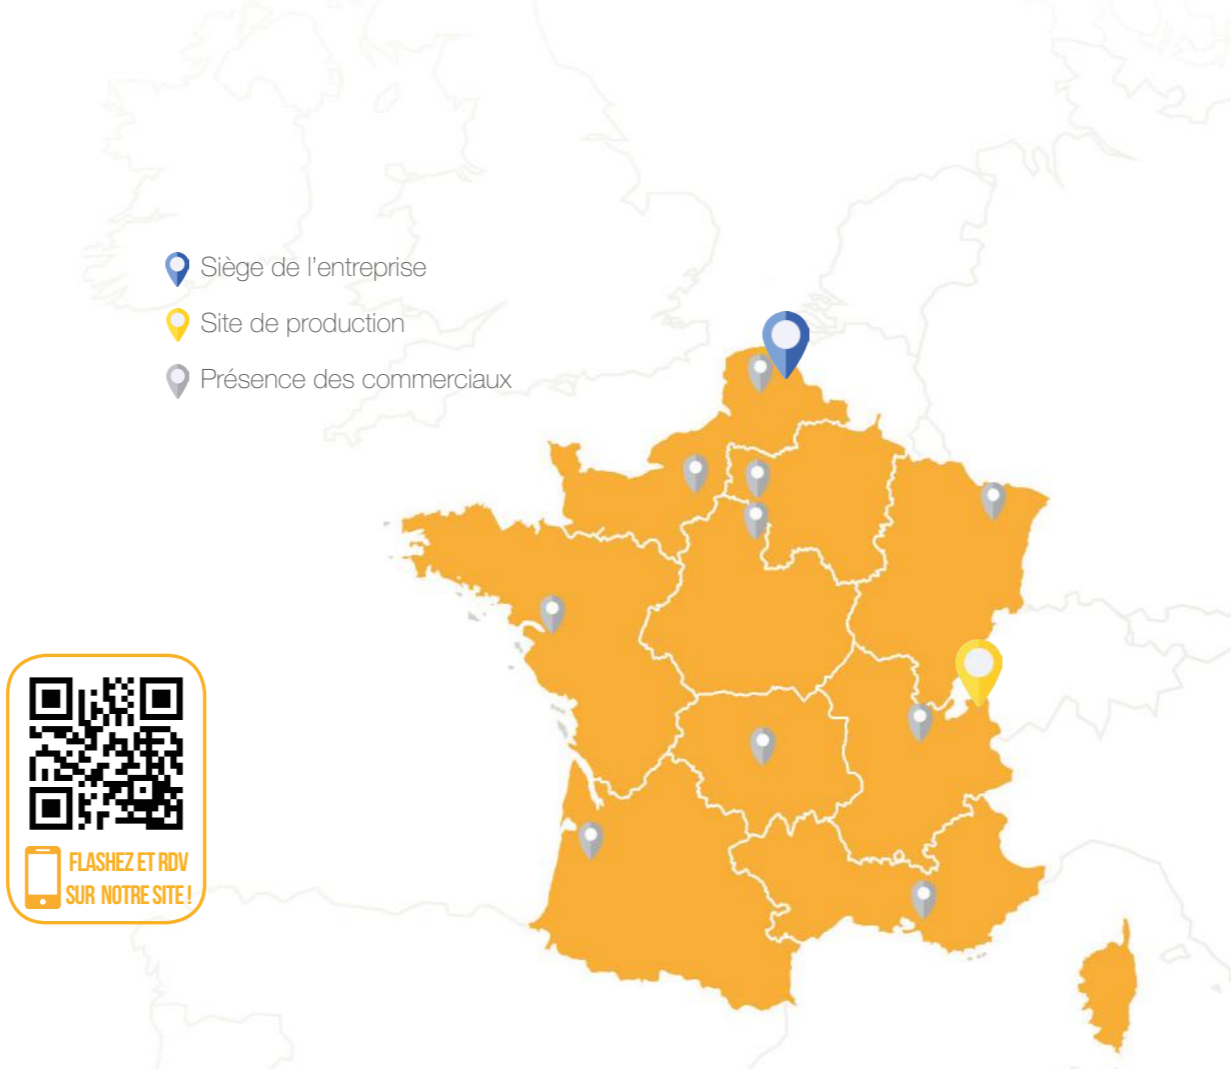 Siège de l'entreprise
Site de production
Présence des commerciaux
FLASHEZ ET RDV
SUR NOTRE SITE !